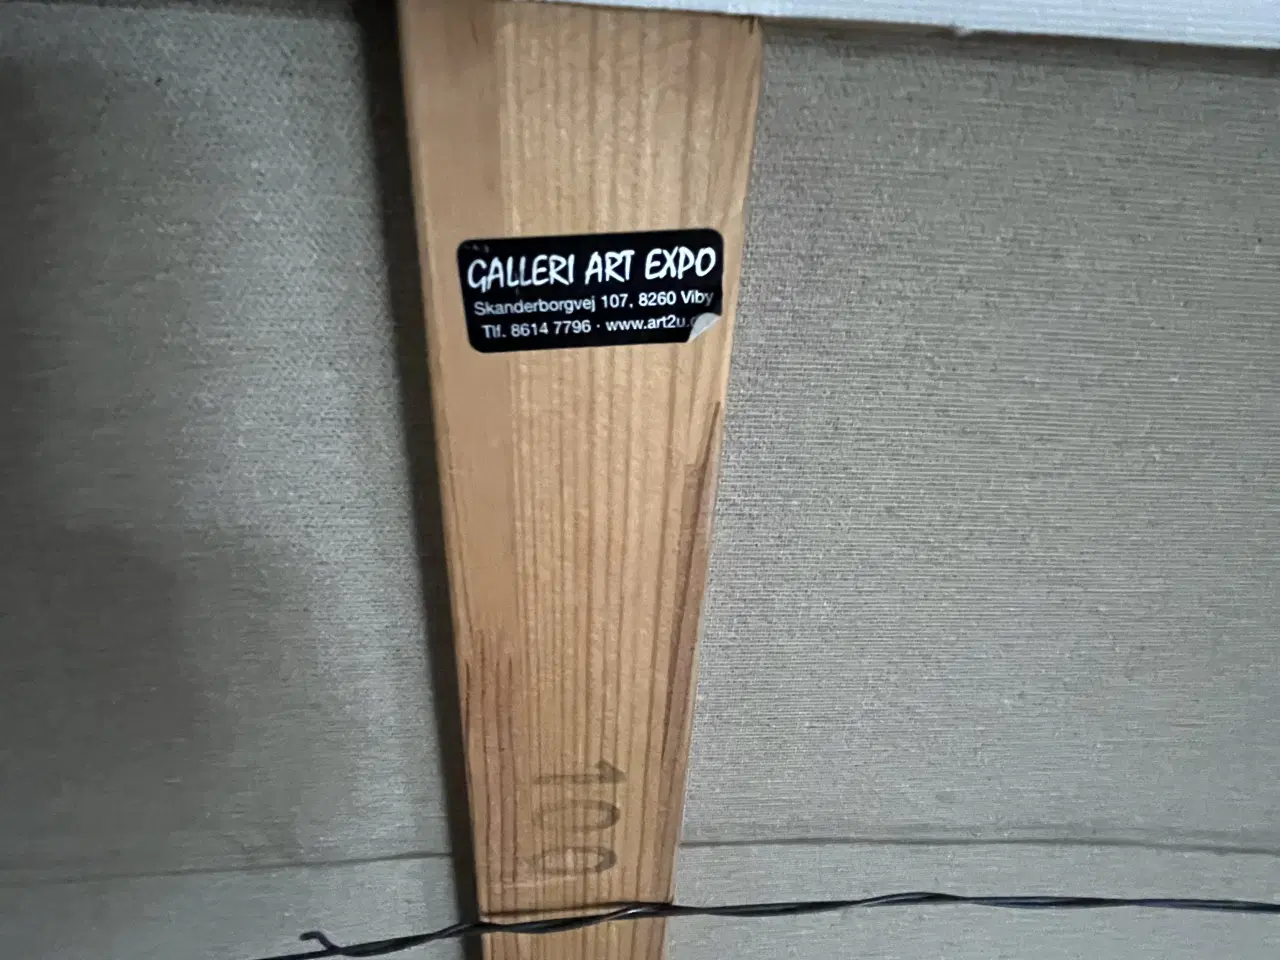 GALLERI ART EXPO
Skanderborgvej 107, 8260 Viby
Tlf. 8614 7796 · www.art2u.
100